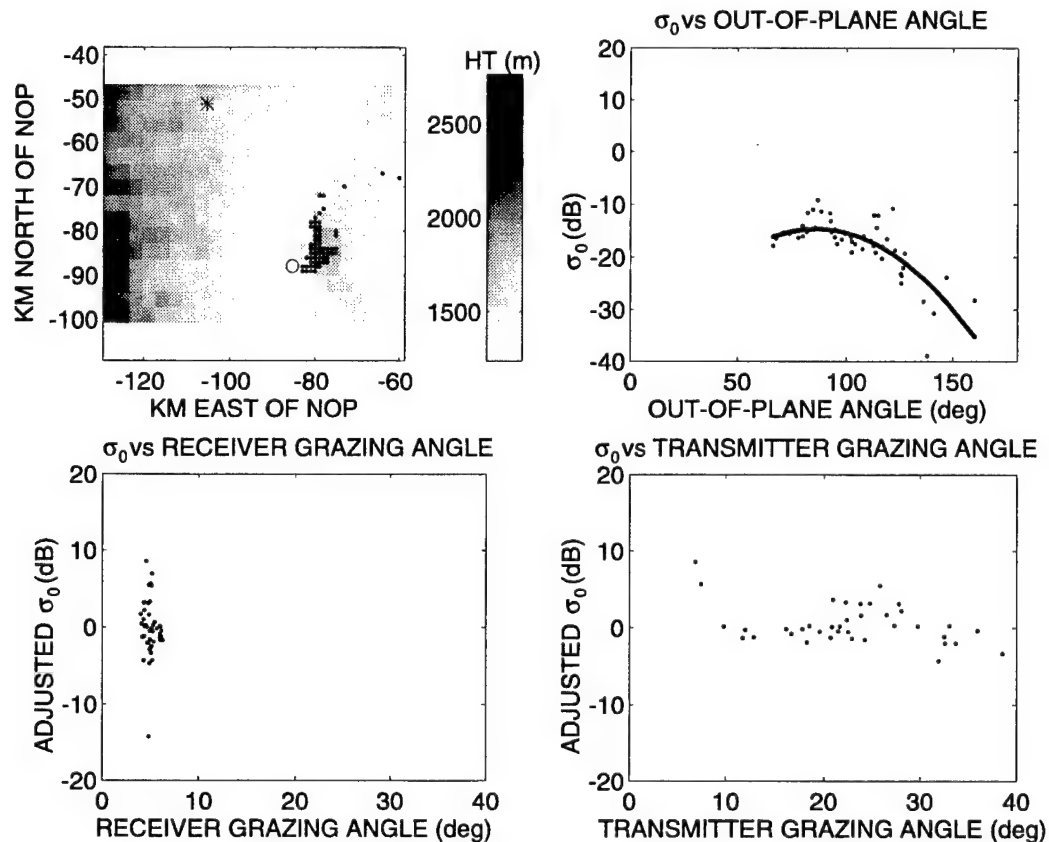 σ0 vs OUT-OF-PLANE ANGLE
HT (m)
KM NORTH OF NOP
-40
-50
-60
-70
-80
-90
-100
-120 -100 -80 -60
KM EAST OF NOP
2500
2000
1500
σ0 (dB)
20
10
0
-10
-20
-30
-40
0 50 100 150
OUT-OF-PLANE ANGLE (deg)
σ0 vs RECEIVER GRAZING ANGLE
ADJUSTED σ0 (dB)
20
10
0
-10
-20
0 10 20 30 40
RECEIVER GRAZING ANGLE (deg)
σ0 vs TRANSMITTER GRAZING ANGLE
ADJUSTED σ0 (dB)
20
10
0
-10
-20
0 10 20 30 40
TRANSMITTER GRAZING ANGLE (deg)